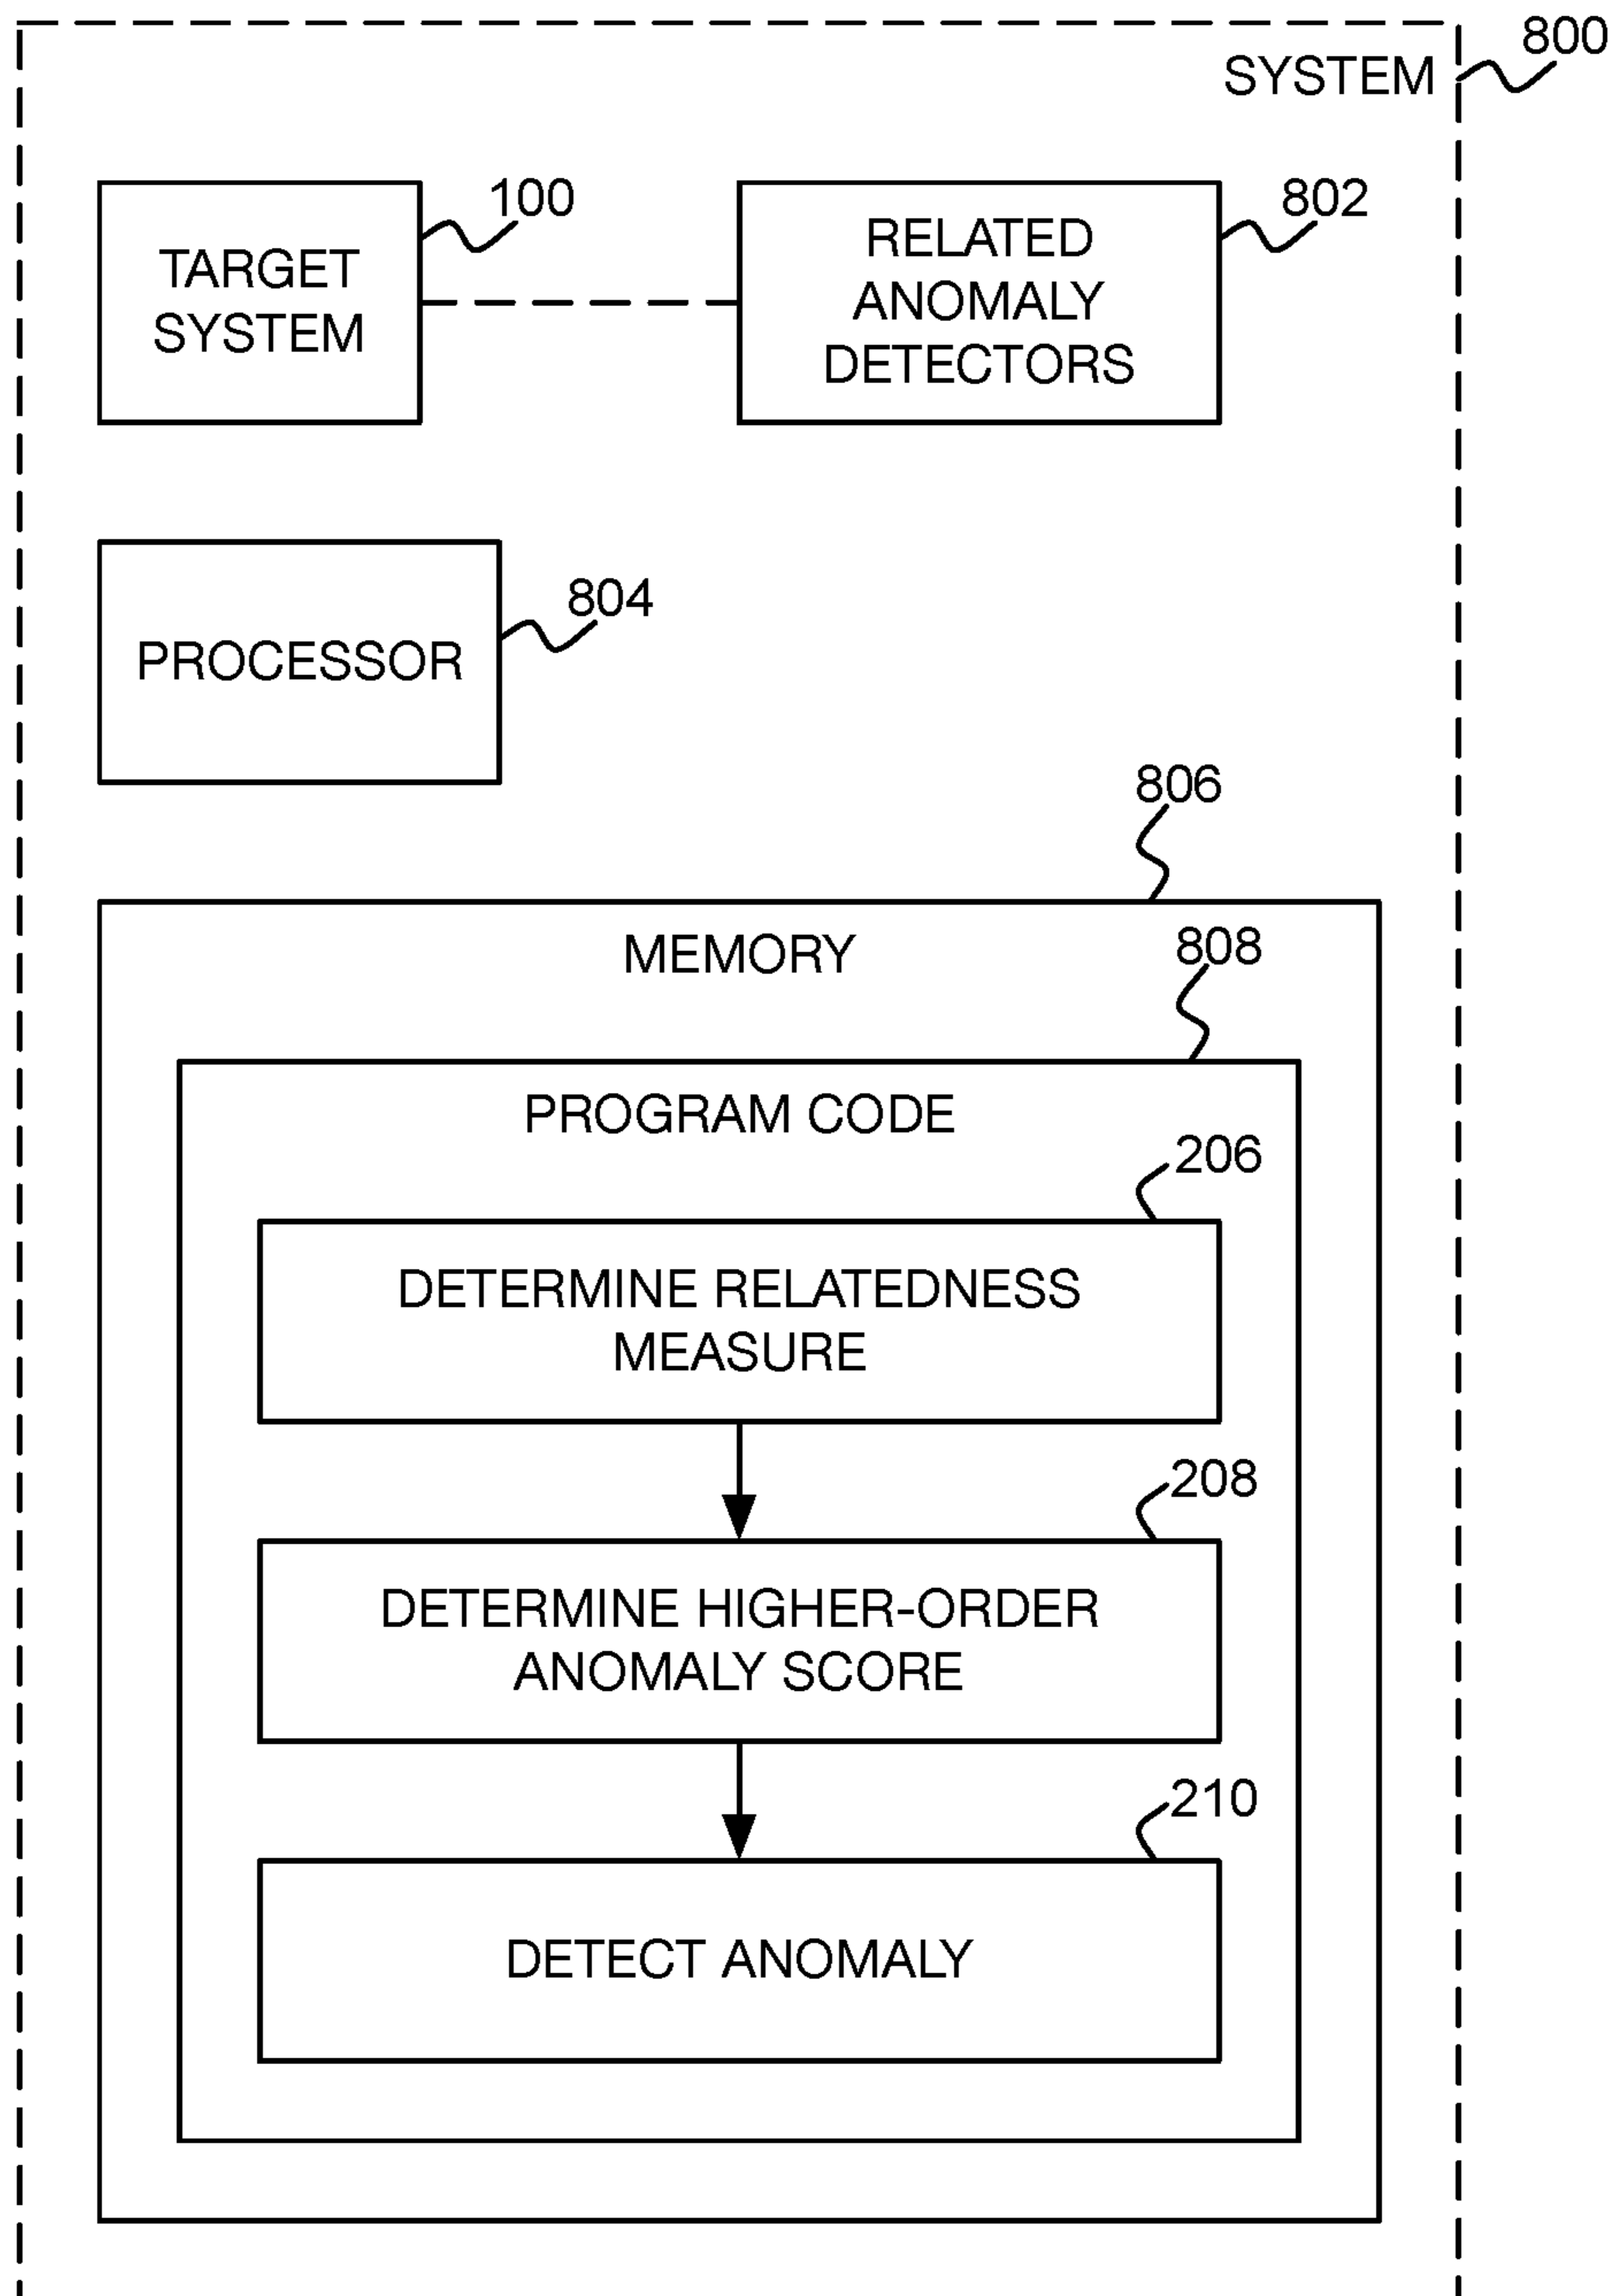 800
SYSTEM
100
802
TARGET
SYSTEM
RELATED
ANOMALY
DETECTORS
804
PROCESSOR
806
MEMORY
808
PROGRAM CODE
206
DETERMINE RELATEDNESS
MEASURE
208
DETERMINE HIGHER-ORDER
ANOMALY SCORE
210
DETECT ANOMALY